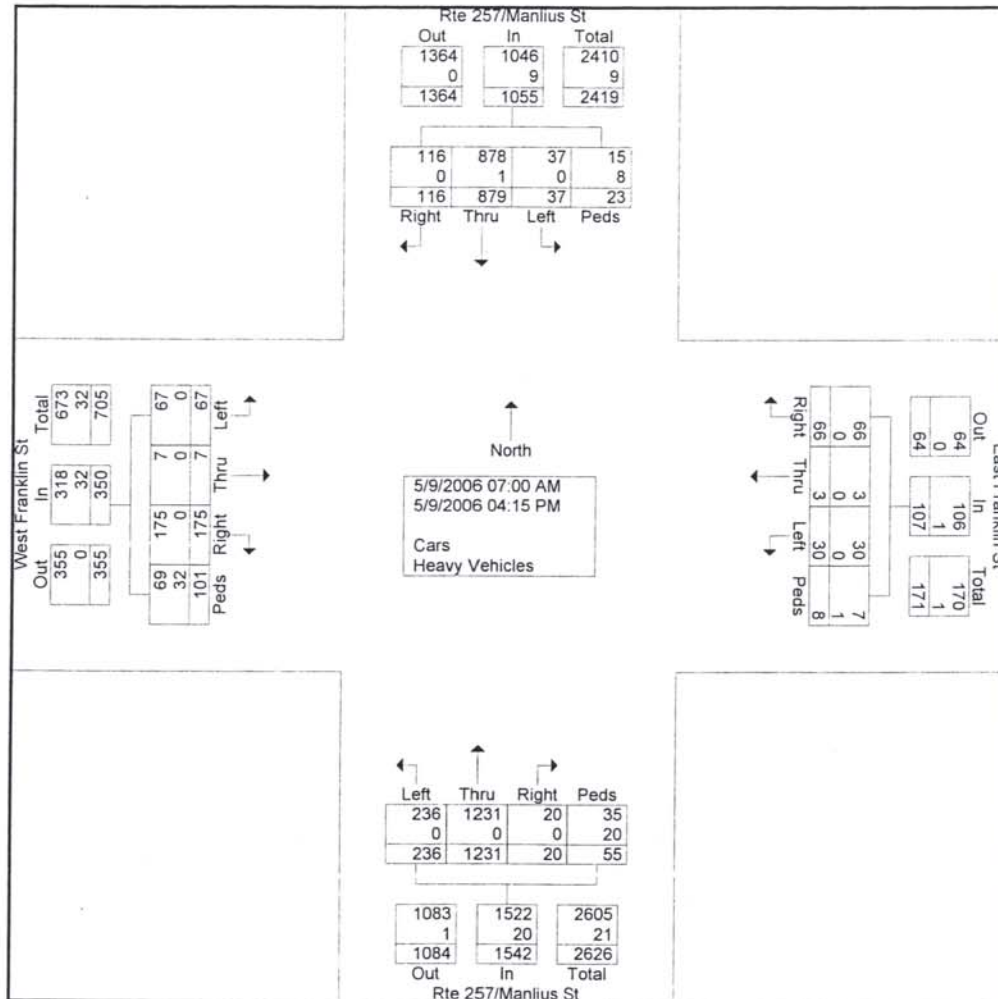 Rte 257/Manlius St
Out In Total
1364 1046 2410
0 9 9
1364 1055 2419
116 878 37 15
0 1 0 8
116 879 37 23
Right Thru Left Peds
West Franklin St
Total In Out
673 318 355
32 32 0
705 350 355
67 7 175 69
0 0 0 32
67 7 175 101
Left Thru Right Peds
North
5/9/2006 07:00 AM
5/9/2006 04:15 PM
Cars
Heavy Vehicles
Right Thru Left Peds
66 3 30 8
0 0 0 1
66 3 30 7
Out In Total
64 107 171
0 1 1
64 106 170
East Franklin St
Left Thru Right Peds
236 1231 20 35
0 0 0 20
236 1231 20 55
1083 1522 2605
1 20 21
1084 1542 2626
Out In Total
Rte 257/Manlius St